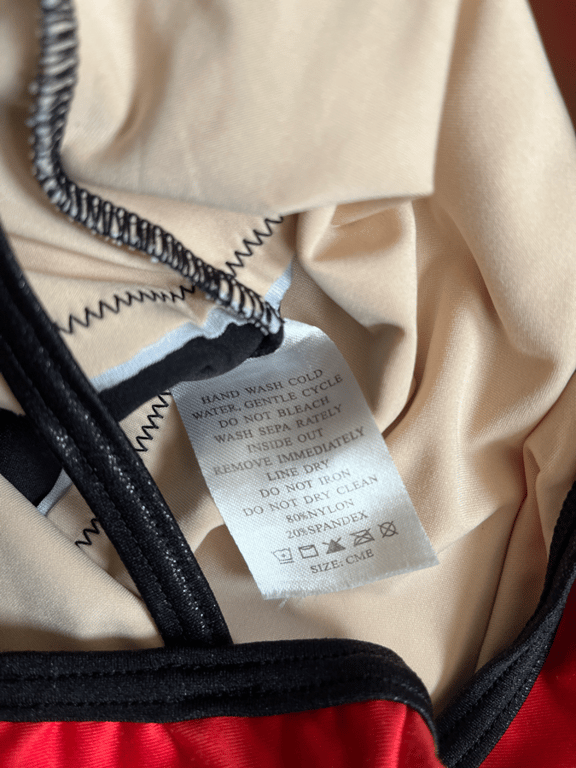 HAND WASH COLD
WATER, GENTLE CYCLE
DO NOT BLEACH
WASH SEPA RATELY
INSIDE OUT
REMOVE IMMEDIATELY
LINE DRY
DO NOT IRON
DO NOT DRY CLEAN
80%NYLON
20%SPANDEX
SIZE: CME